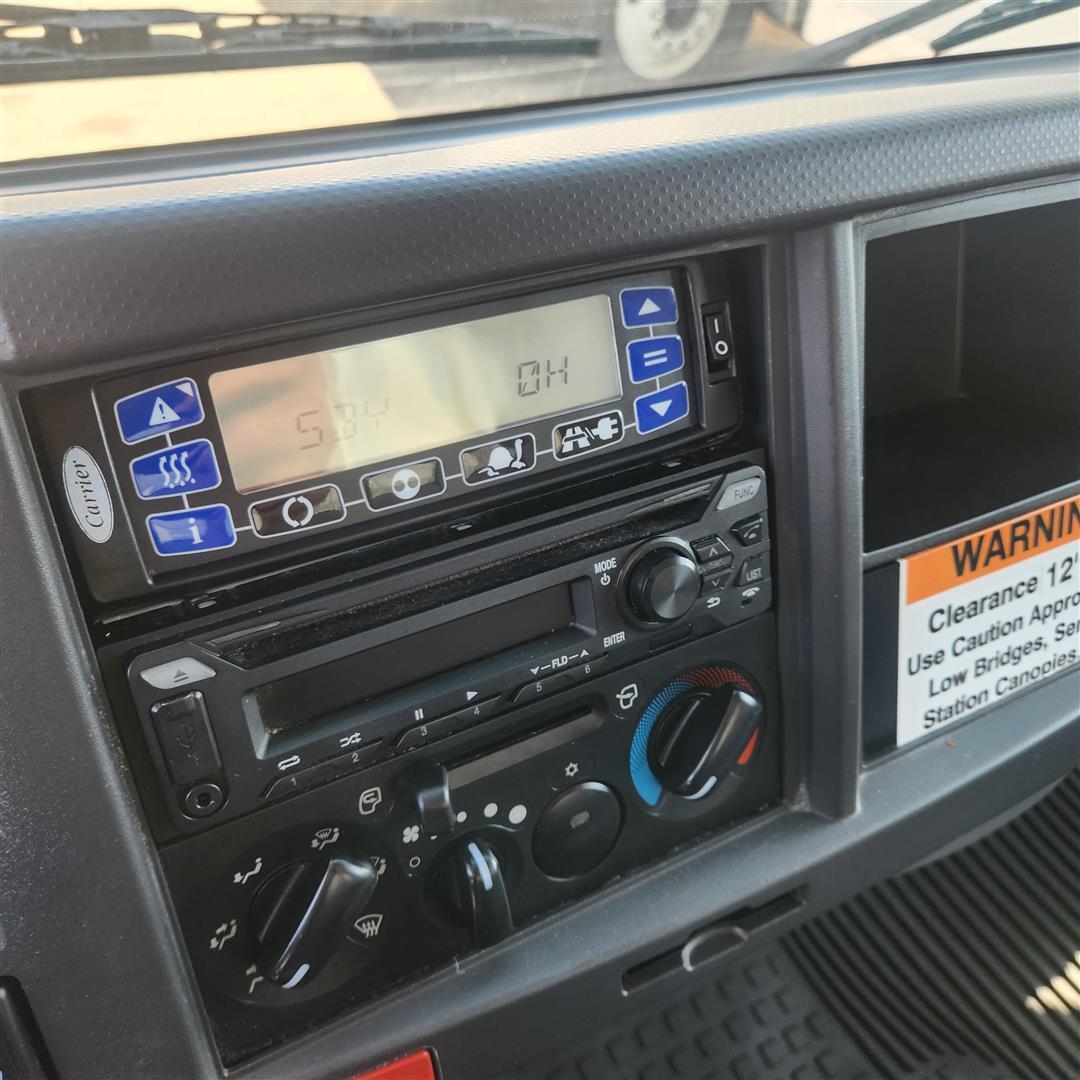 Carrier
SBY 0H
i
I
O
FUNC
MODE
LIST
ENTER
FLD
1 2 3 4 5 6
WARNIN
Clearance 12'
Use Caution Appro
Low Bridges, Ser
Station Canopies,